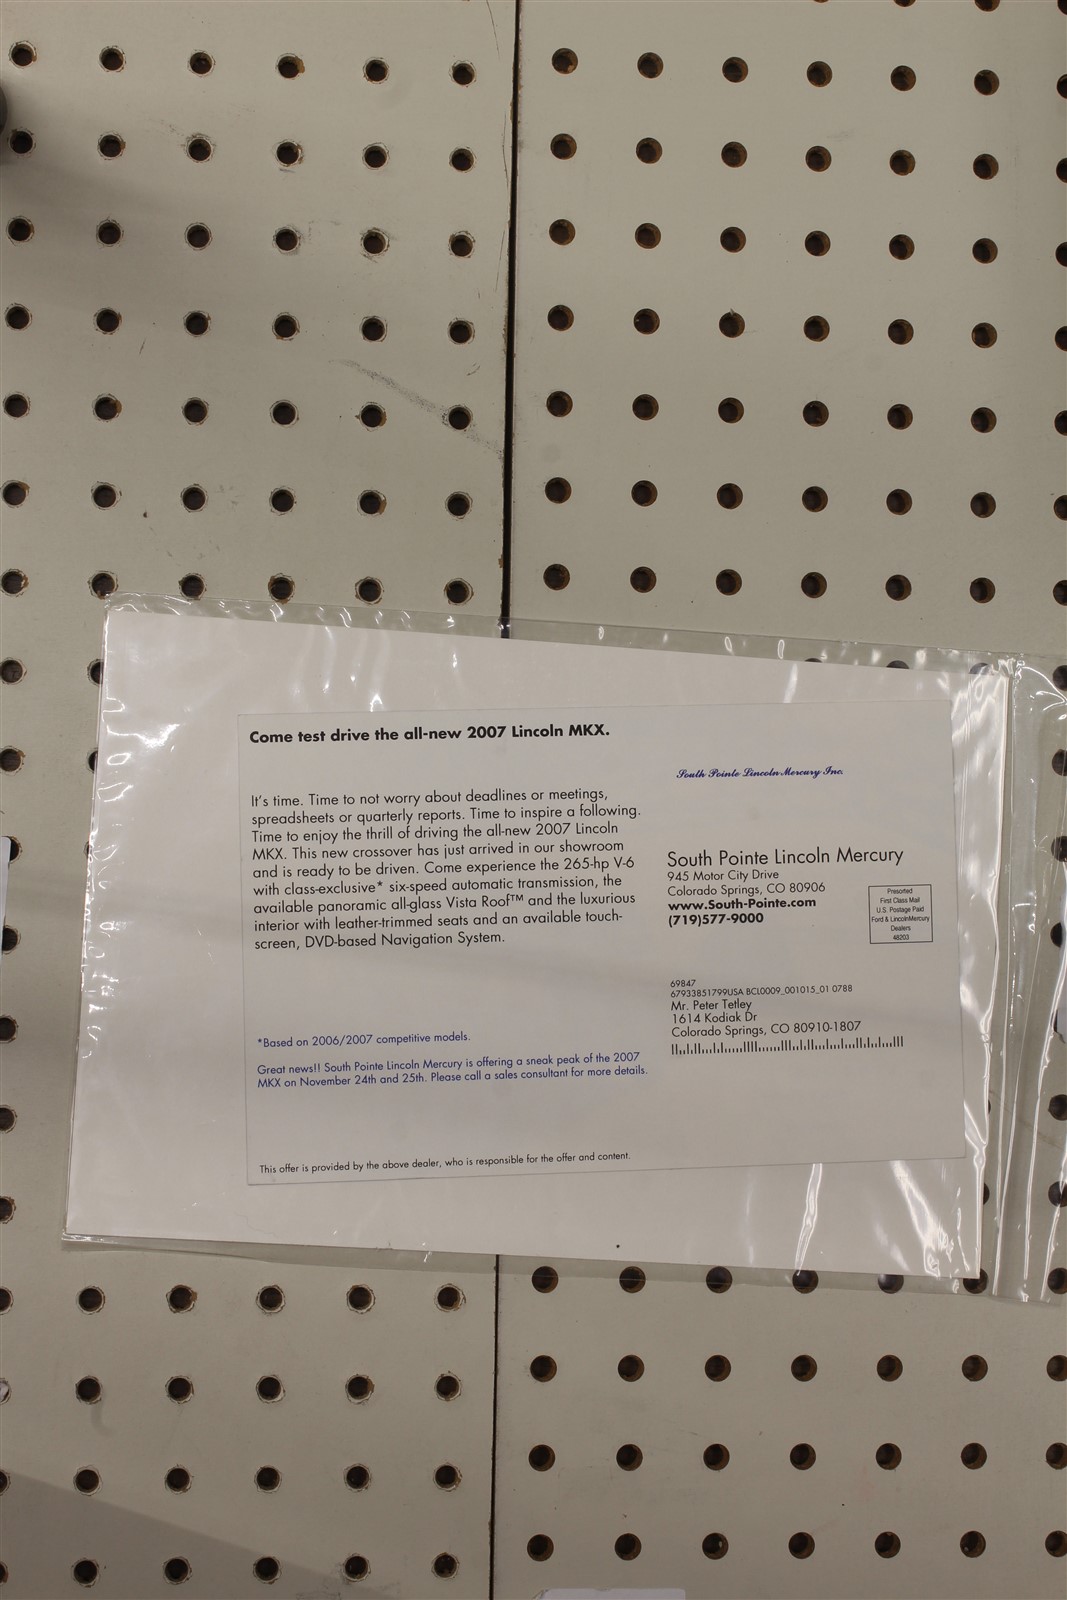 Come test drive the all-new 2007 Lincoln MKX.
It's time. Time to not worry about deadlines or meetings,
spreadsheets or quarterly reports. Time to inspire a following.
Time to enjoy the thrill of driving the all-new 2007 Lincoln
MKX. This new crossover has just arrived in our showroom
and is ready to be driven. Come experience the 265-hp V-6
with class-exclusive* six-speed automatic transmission, the
available panoramic all-glass Vista Roof™ and the luxurious
interior with leather-trimmed seats and an available touch-
screen, DVD-based Navigation System.
*Based on 2006/2007 competitive models.
Great news!! South Pointe Lincoln Mercury is offering a sneak peak of the 2007
MKX on November 24th and 25th. Please call a sales consultant for more details.
This offer is provided by the above dealer, who is responsible for the offer and content.
South Pointe Lincoln-Mercury Inc.
South Pointe Lincoln Mercury
945 Motor City Drive
Colorado Springs, CO 80906
www.South-Pointe.com
(719)577-9000
Presorted
First Class Mail
U.S. Postage Paid
Ford & LincolnMercury
Dealers
48203
69847
67933851799USA BCL0009_001015_01 0788
Mr. Peter Tetley
1614 Kodiak Dr
Colorado Springs, CO 80910-1807